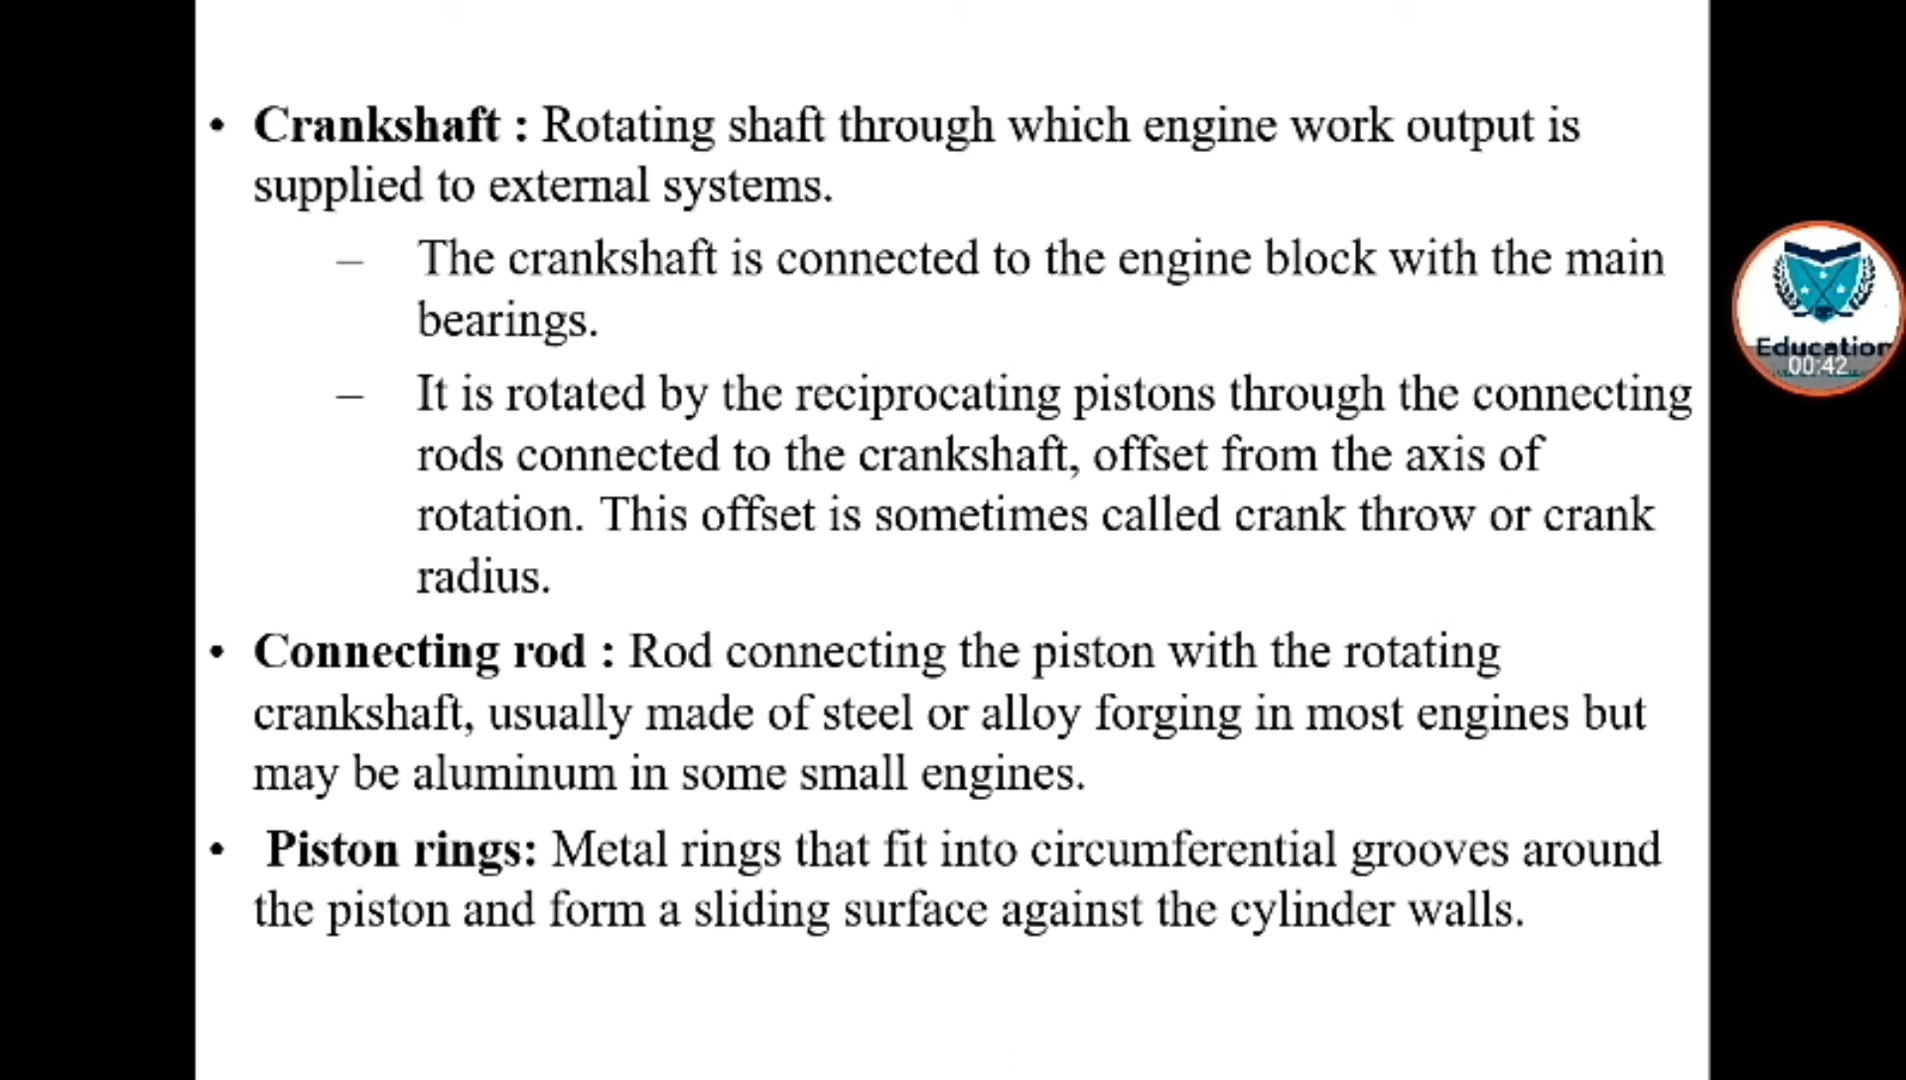 • Crankshaft : Rotating shaft through which engine work output is
supplied to external systems.
– The crankshaft is connected to the engine block with the main
bearings.
– It is rotated by the reciprocating pistons through the connecting
rods connected to the crankshaft, offset from the axis of
rotation. This offset is sometimes called crank throw or crank
radius.
• Connecting rod : Rod connecting the piston with the rotating
crankshaft, usually made of steel or alloy forging in most engines but
may be aluminum in some small engines.
• Piston rings: Metal rings that fit into circumferential grooves around
the piston and form a sliding surface against the cylinder walls.
Education
00:42